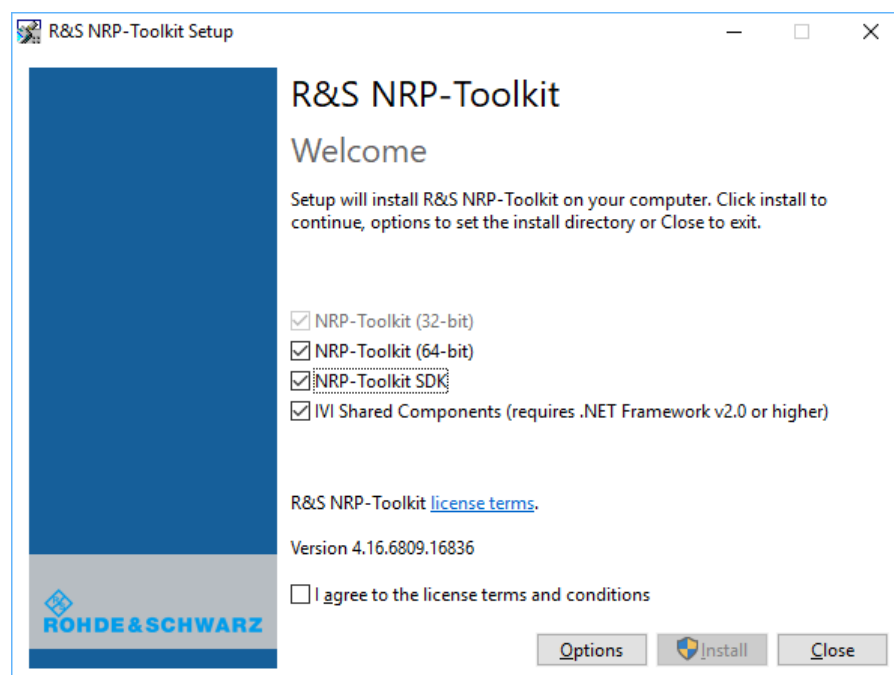 R&S NRP-Toolkit Setup
R&S NRP-Toolkit
Welcome
Setup will install R&S NRP-Toolkit on your computer. Click install to
continue, options to set the install directory or Close to exit.
NRP-Toolkit (32-bit)
NRP-Toolkit (64-bit)
NRP-Toolkit SDK
IVI Shared Components (requires .NET Framework v2.0 or higher)
R&S NRP-Toolkit license terms.
Version 4.16.6809.16836
I agree to the license terms and conditions
ROHDE&SCHWARZ
Options
Install
Close